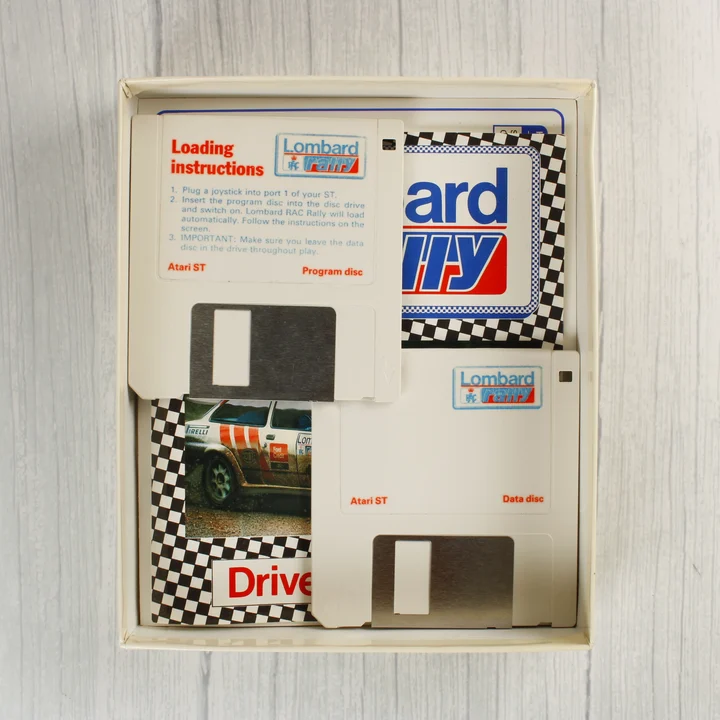 Loading
instructions
Lombard
rally
1. Plug a joystick into port 1 of your ST.
2. Insert the program disc into the disc drive
and switch on. Lombard RAC Rally will load
automatically. Follow the instructions on the
screen.
3. IMPORTANT: Make sure you leave the data
disc in the drive throughout play.
Atari ST
Program disc
ard
lly
Lombard
rally
PIRELLI
Lom
Atari ST
Data disc
Drive